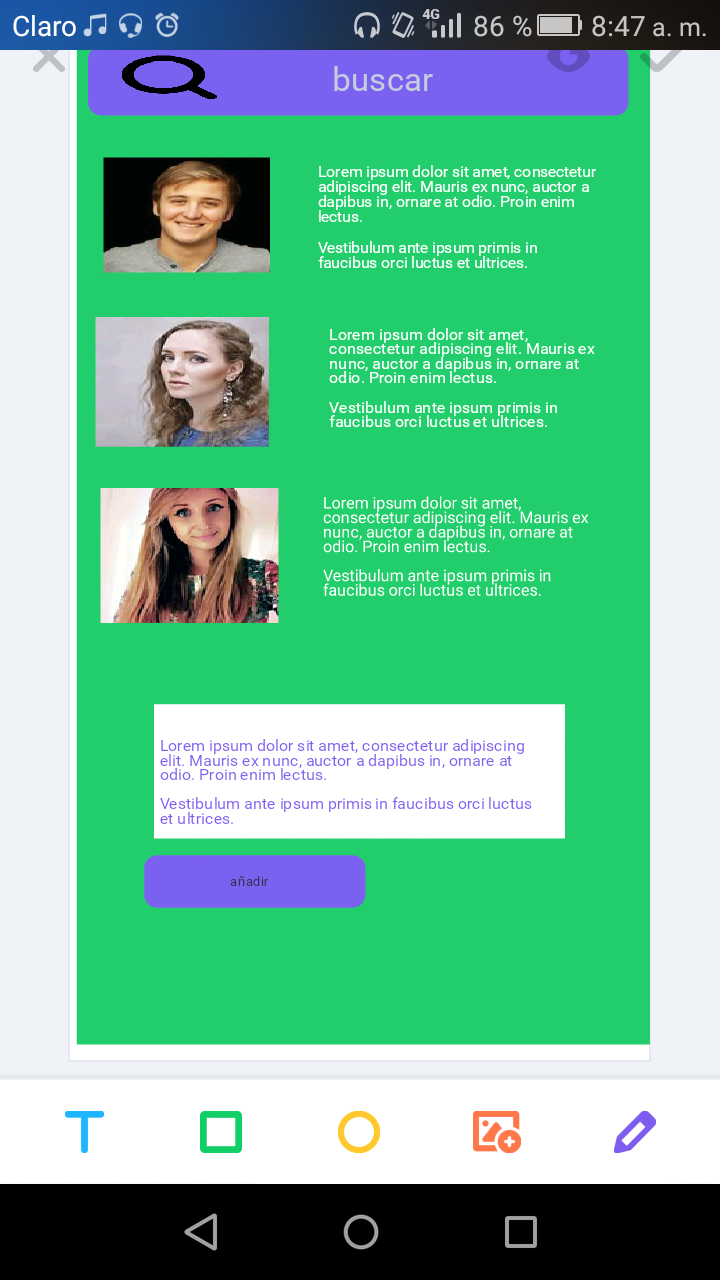 Claro 4G 86 % 8:47 a. m.
buscar
Lorem ipsum dolor sit amet, consectetur
adipiscing elit. Mauris ex nunc, auctor a
dapibus in, ornare at odio. Proin enim
lectus.
Vestibulum ante ipsum primis in
faucibus orci luctus et ultrices.
Lorem ipsum dolor sit amet,
consectetur adipiscing elit. Mauris ex
nunc, auctor a dapibus in, ornare at
odio. Proin enim lectus.
Vestibulum ante ipsum primis in
faucibus orci luctus et ultrices.
Lorem ipsum dolor sit amet,
consectetur adipiscing elit. Mauris ex
nunc, auctor a dapibus in, ornare at
odio. Proin enim lectus.
Vestibulum ante ipsum primis in
faucibus orci luctus et ultrices.
Lorem ipsum dolor sit amet, consectetur adipiscing
elit. Mauris ex nunc, auctor a dapibus in, ornare at
odio. Proin enim lectus.
Vestibulum ante ipsum primis in faucibus orci luctus
et ultrices.
añadir